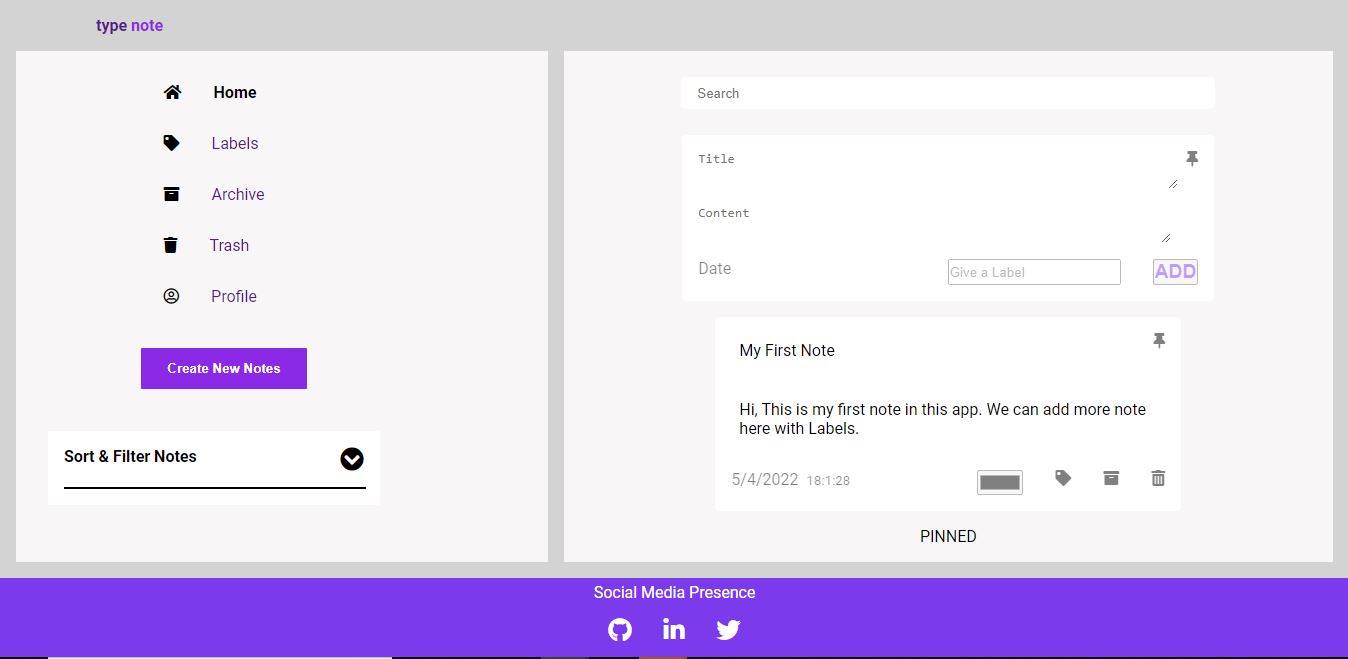 type note
Home
Labels
Archive
Trash
Profile
Create New Notes
Sort & Filter Notes
Search
Title
Content
Date
Give a Label
ADD
My First Note
Hi, This is my first note in this app. We can add more note
here with Labels.
5/4/2022 18:1:28
PINNED
Social Media Presence